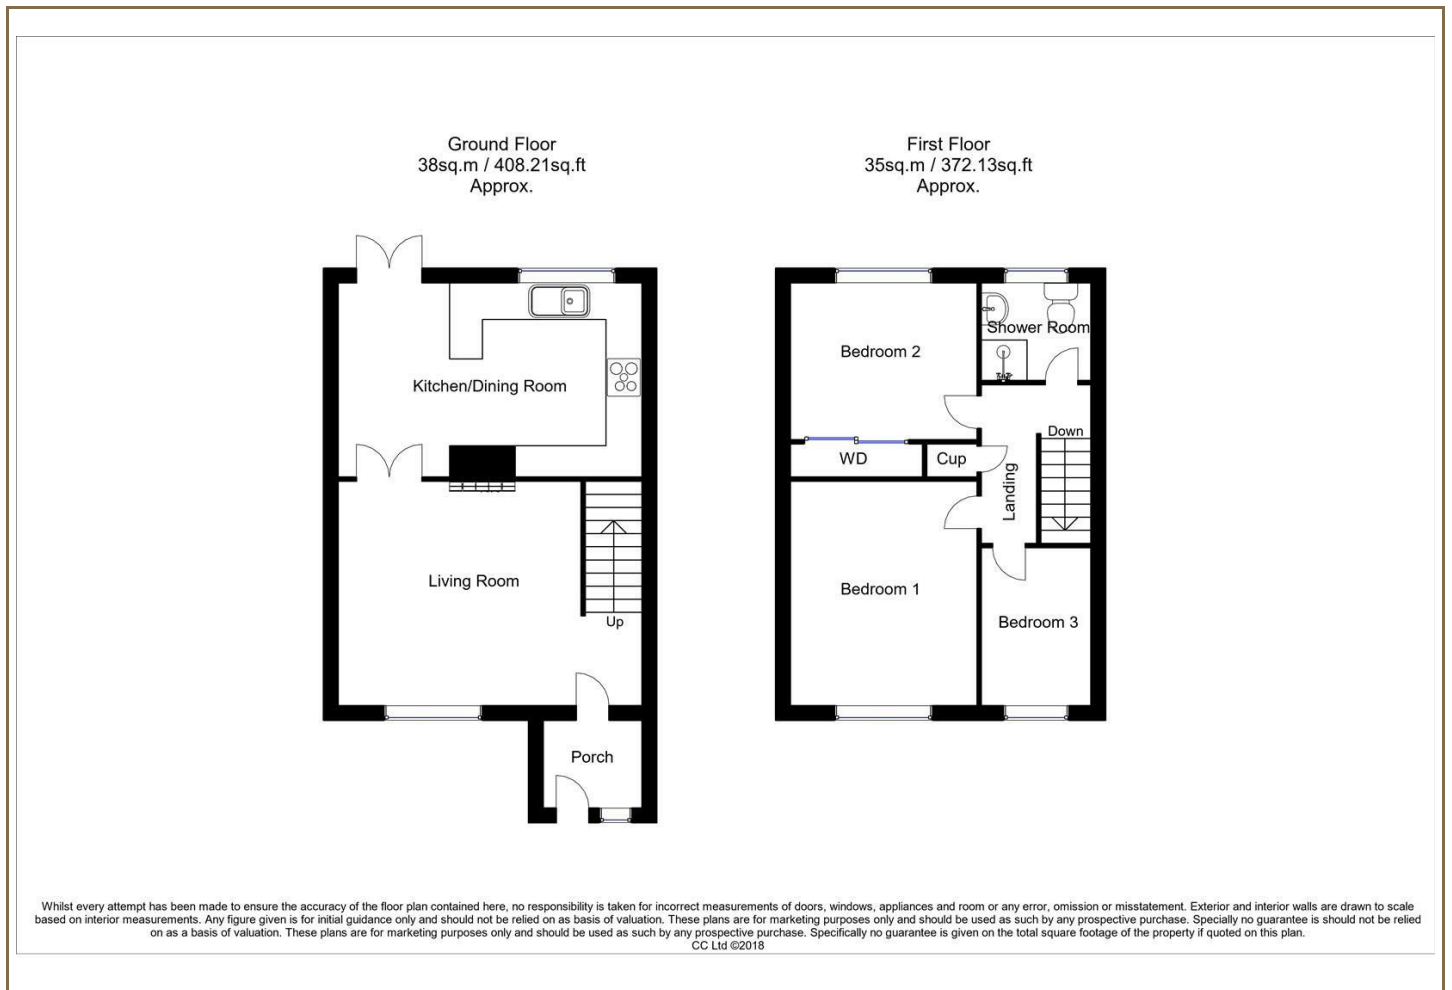 Ground Floor
38sq.m / 408.21sq.ft
Approx.
First Floor
35sq.m / 372.13sq.ft
Approx.
Kitchen/Dining Room
Living Room
Up
Porch
Bedroom 2
Shower Room
WD
Cup
Down
Landing
Bedroom 1
Bedroom 3
Whilst every attempt has been made to ensure the accuracy of the floor plan contained here, no responsibility is taken for incorrect measurements of doors, windows, appliances and room or any error, omission or misstatement. Exterior and interior walls are drawn to scale
based on interior measurements. Any figure given is for initial guidance only and should not be relied on as basis of valuation. These plans are for marketing purposes only and should be used as such by any prospective purchase. Specially no guarantee is should not be relied
on as a basis of valuation. These plans are for marketing purposes only and should be used as such by any prospective purchase. Specifically no guarantee is given on the total square footage of the property if quoted on this plan.
CC Ltd ©2018